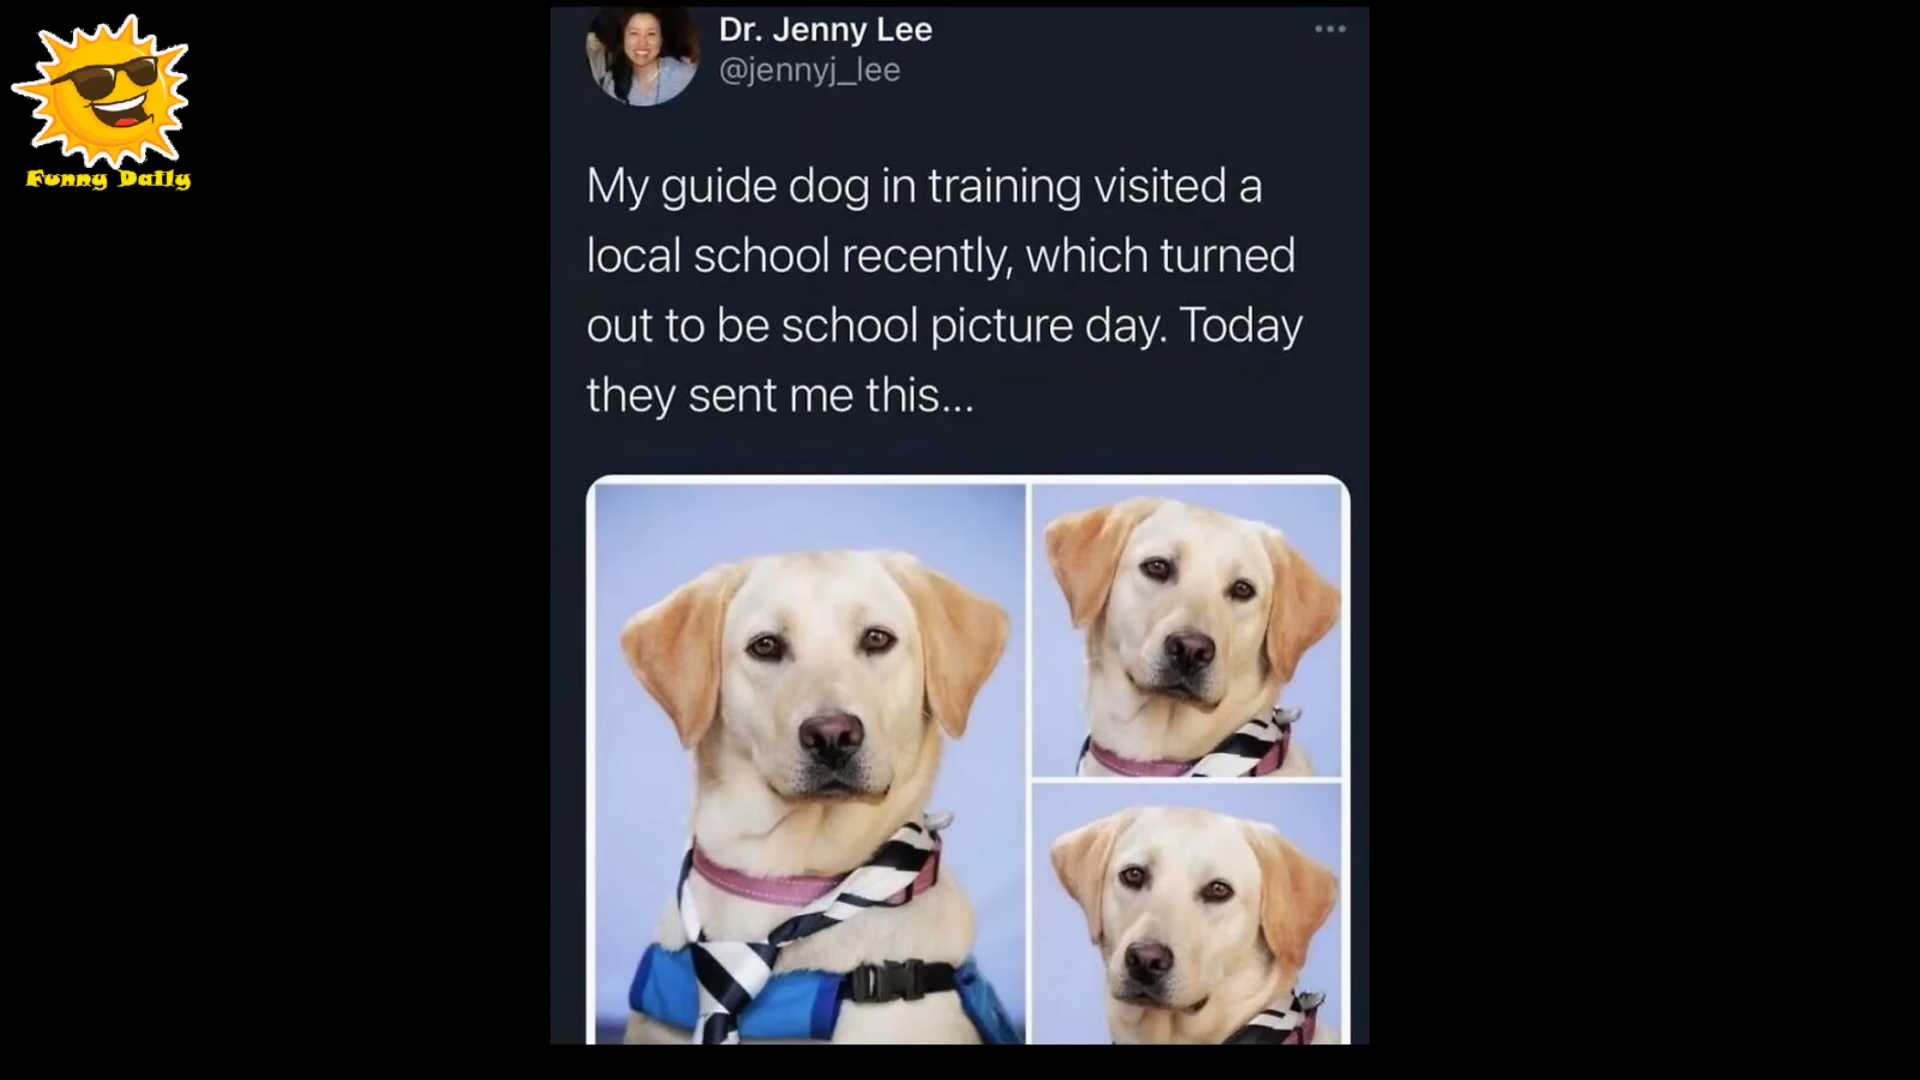 Funny Daily
Dr. Jenny Lee
@jennyj_lee
My guide dog in training visited a
local school recently, which turned
out to be school picture day. Today
they sent me this...